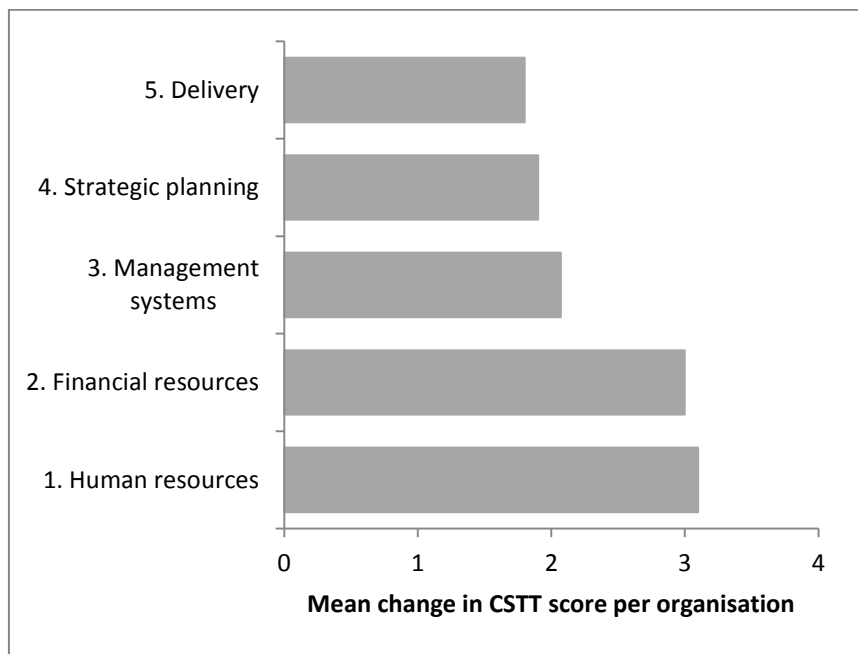 5. Delivery
4. Strategic planning
3. Management
systems
2. Financial resources
1. Human resources
0 1 2 3 4
Mean change in CSTT score per organisation